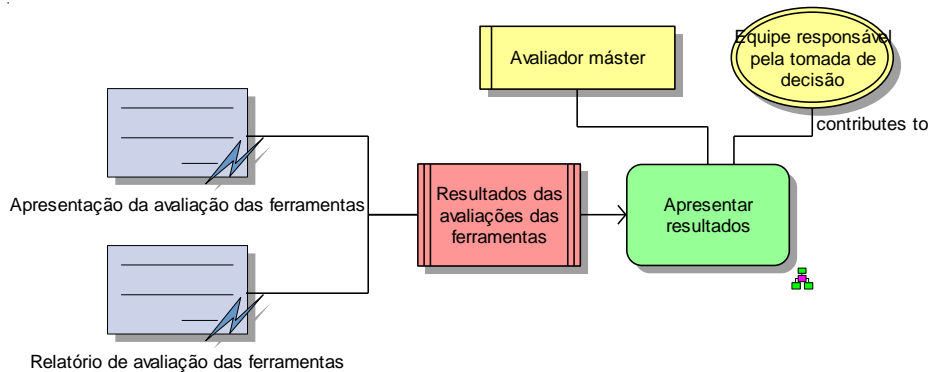 Avaliador máster
Equipe responsável
pela tomada de
decisão
contributes to
Apresentação da avaliação das ferramentas
Resultados das
avaliações das
ferramentas
Apresentar
resultados
Relatório de avaliação das ferramentas